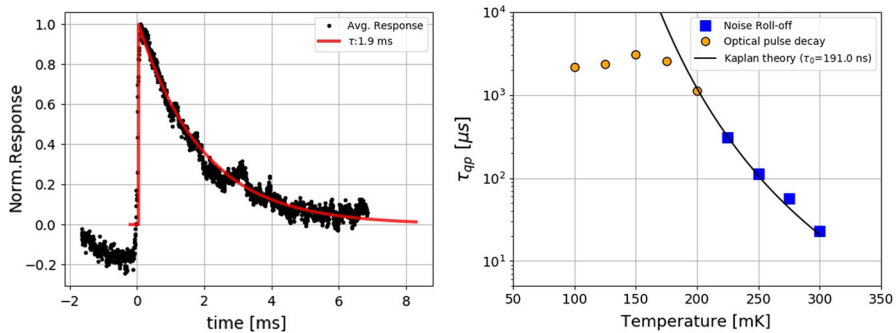 Avg. Response
τ:1.9 ms
Norm.Response
1.0
0.8
0.6
0.4
0.2
0.0
−0.2
−2
0
2
4
6
8
time [ms]
Noise Roll-off
Optical pulse decay
Kaplan theory (τ0=191.0 ns)
τqp [μs]
10⁴
10³
10²
10¹
50
100
150
200
250
300
350
Temperature [mK]